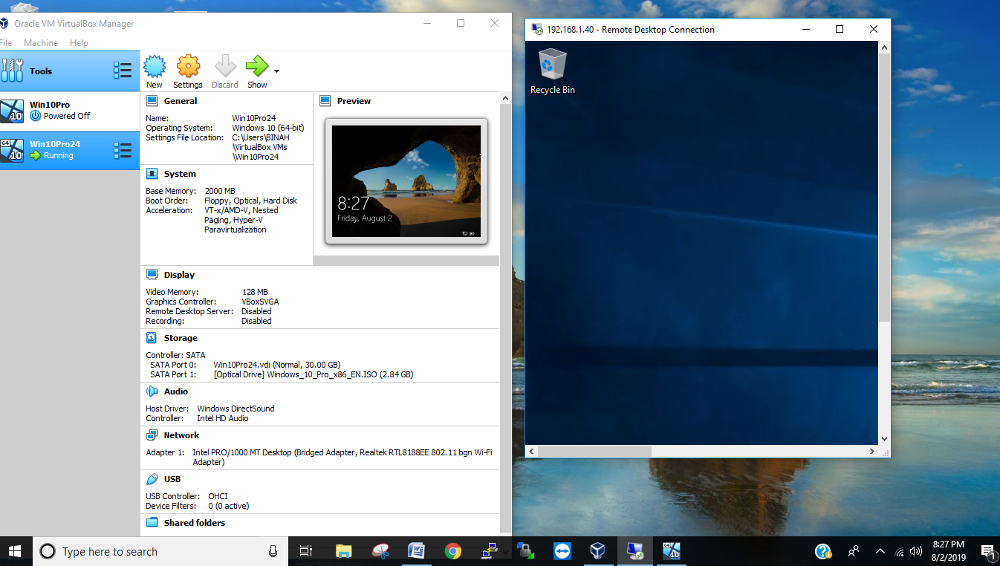 Oracle VM VirtualBox Manager
File Machine Help
Tools
Win10Pro
Powered Off
10
64
Win10Pro24
Running
10
New Settings Discard Show
General
Name: Win10Pro24
Operating System: Windows 10 (64-bit)
Settings File Location: C:\Users\BINAH
\VirtualBox VMs
\Win10Pro24
System
Base Memory: 2000 MB
Boot Order: Floppy, Optical, Hard Disk
Acceleration: VT-x/AMD-V, Nested
Paging, Hyper-V
Paravirtualization
Preview
8:27
Friday, August 2
Display
Video Memory: 128 MB
Graphics Controller: VBoxSVGA
Remote Desktop Server: Disabled
Recording: Disabled
Storage
Controller: SATA
SATA Port 0: Win10Pro24.vdi (Normal, 30.00 GB)
SATA Port 1: [Optical Drive] Windows_10_Pro_x86_EN.ISO (2.84 GB)
Audio
Host Driver: Windows DirectSound
Controller: Intel HD Audio
Network
Adapter 1: Intel PRO/1000 MT Desktop (Bridged Adapter, Realtek RTL8188EE 802.11 bgn Wi-Fi
Adapter)
USB
USB Controller: OHCI
Device Filters: 0 (0 active)
Shared folders
192.168.1.40 - Remote Desktop Connection
Recycle Bin
Type here to search
64
10
8:27 PM
8/2/2019
1